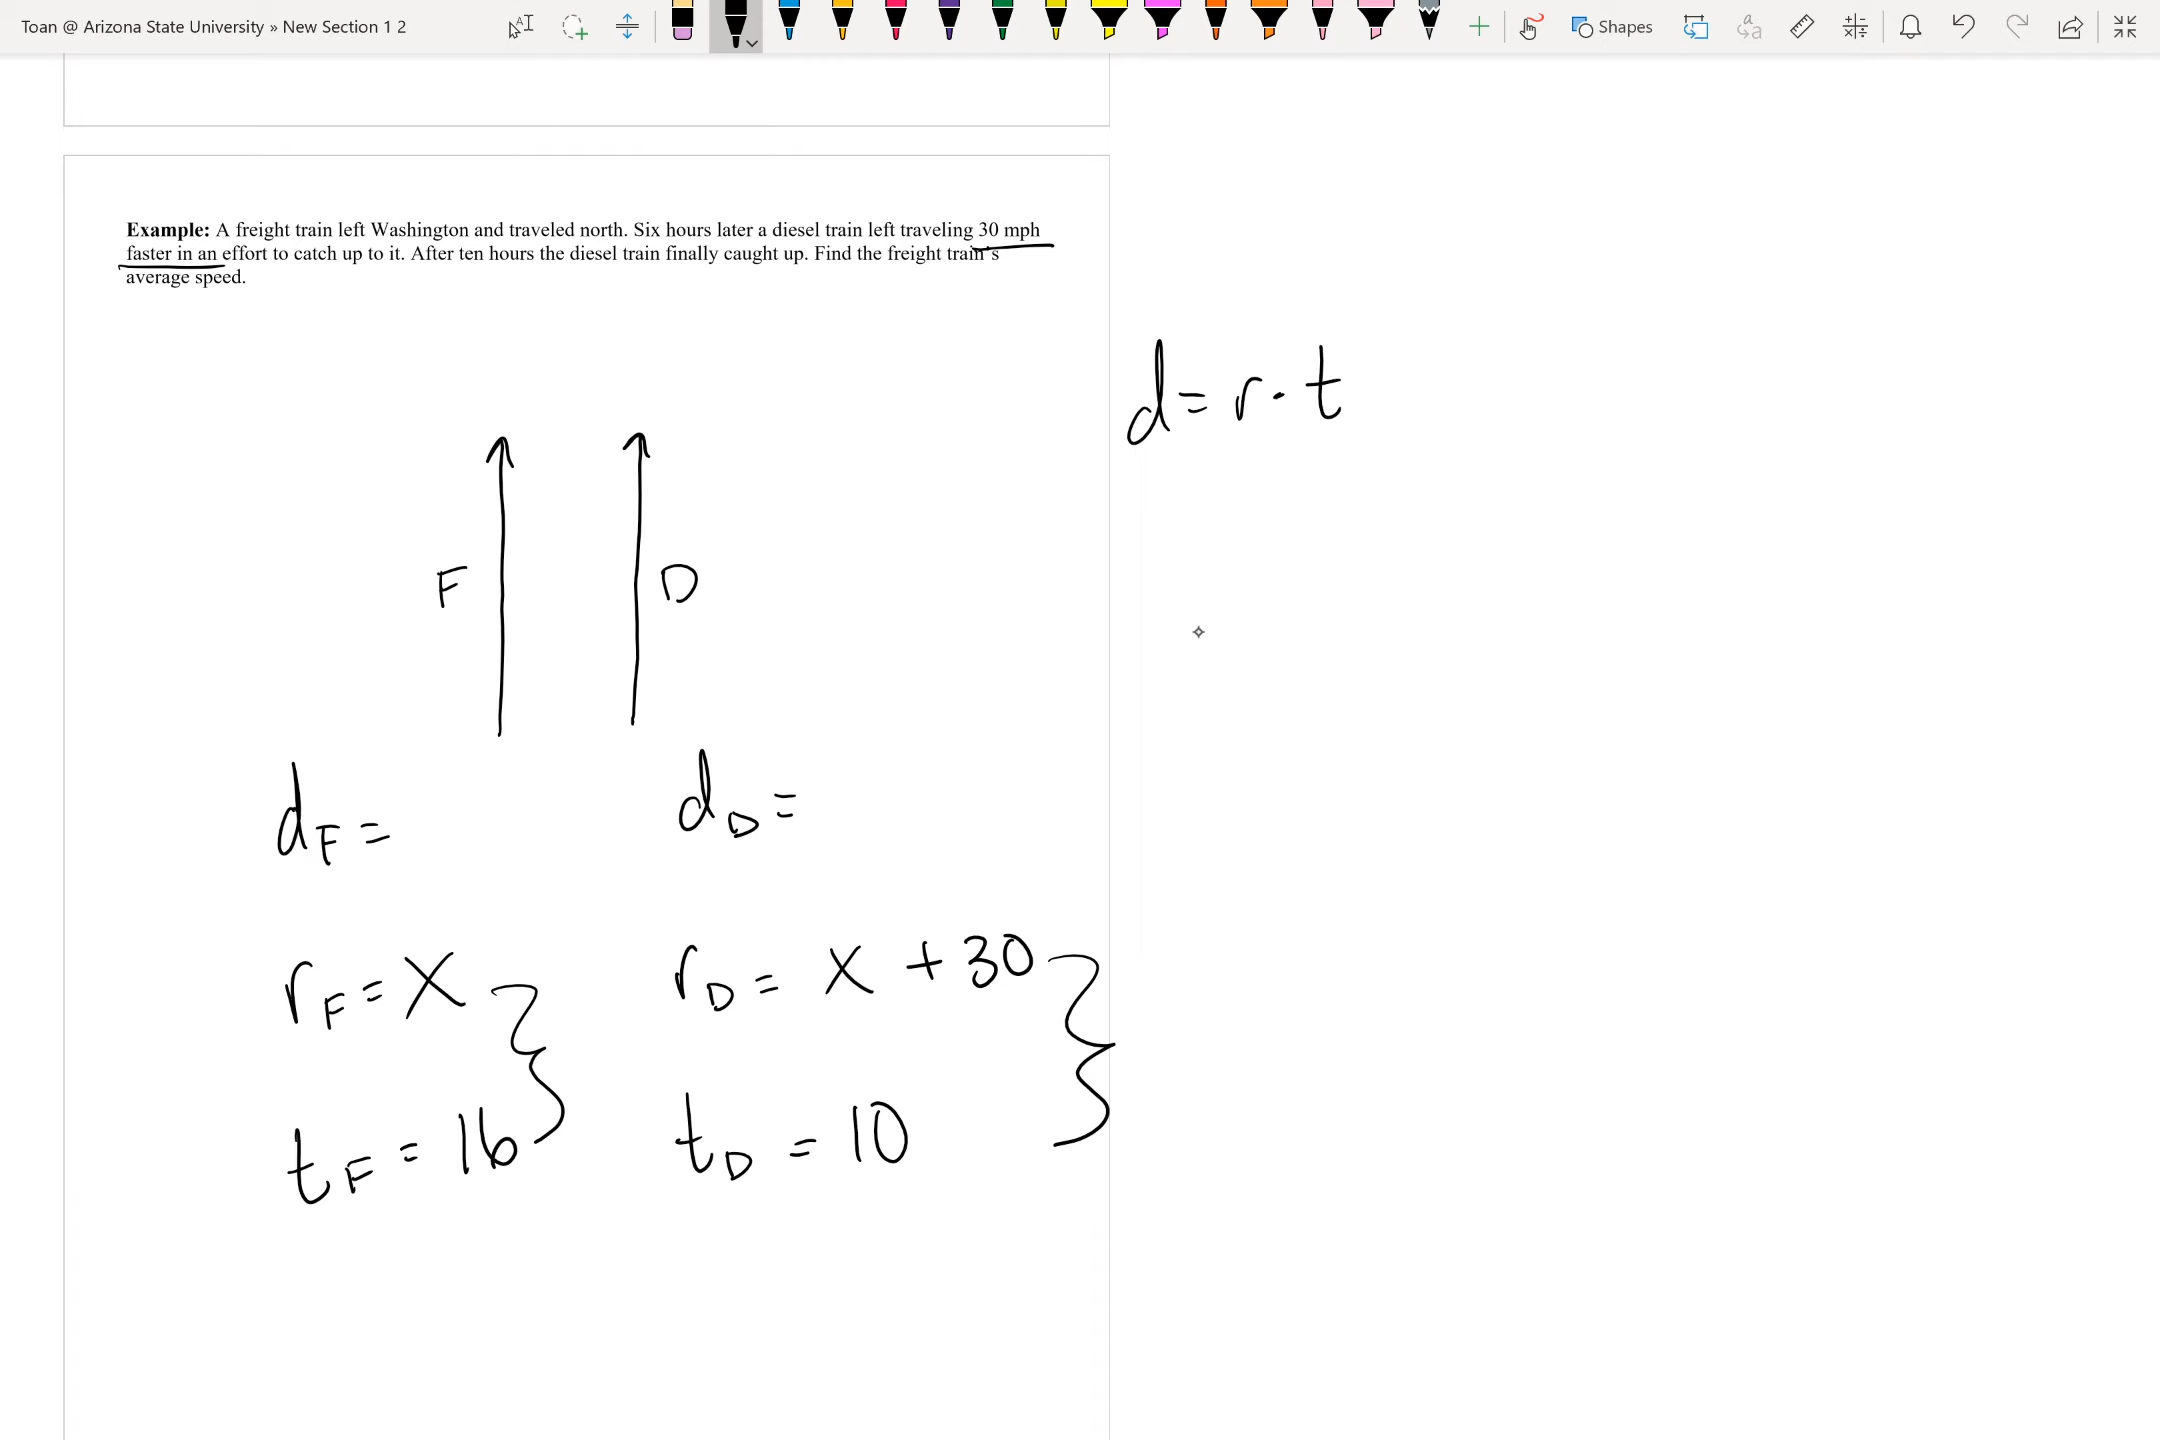 Toan @ Arizona State University » New Section 1 2
Shapes
Example: A freight train left Washington and traveled north. Six hours later a diesel train left traveling 30 mph
faster in an effort to catch up to it. After ten hours the diesel train finally caught up. Find the freight train's
average speed.
d = r · t
F
D
dF =
dD =
rF = x
rD = x + 30
tF = 16
tD = 10